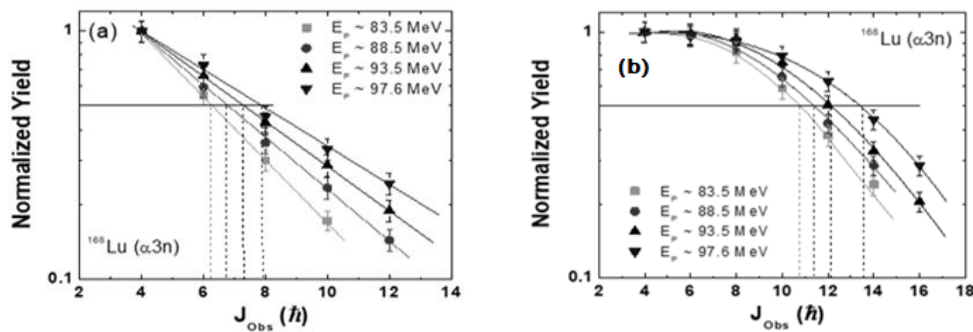 (a)
E_P ~ 83.5 MeV
E_P ~ 88.5 MeV
E_P ~ 93.5 MeV
E_P ~ 97.6 MeV
Normalized Yield
1
0.1
¹⁶⁸Lu (α3n)
2 4 6 8 10 12 14
J_Obs (ℏ)
¹⁶⁸Lu (α3n)
(b)
Normalized Yield
1
0.1
E_P ~ 83.5 MeV
E_P ~ 88.5 MeV
E_P ~ 93.5 MeV
E_P ~ 97.6 MeV
2 4 6 8 10 12 14 16 18
J_Obs (ℏ)